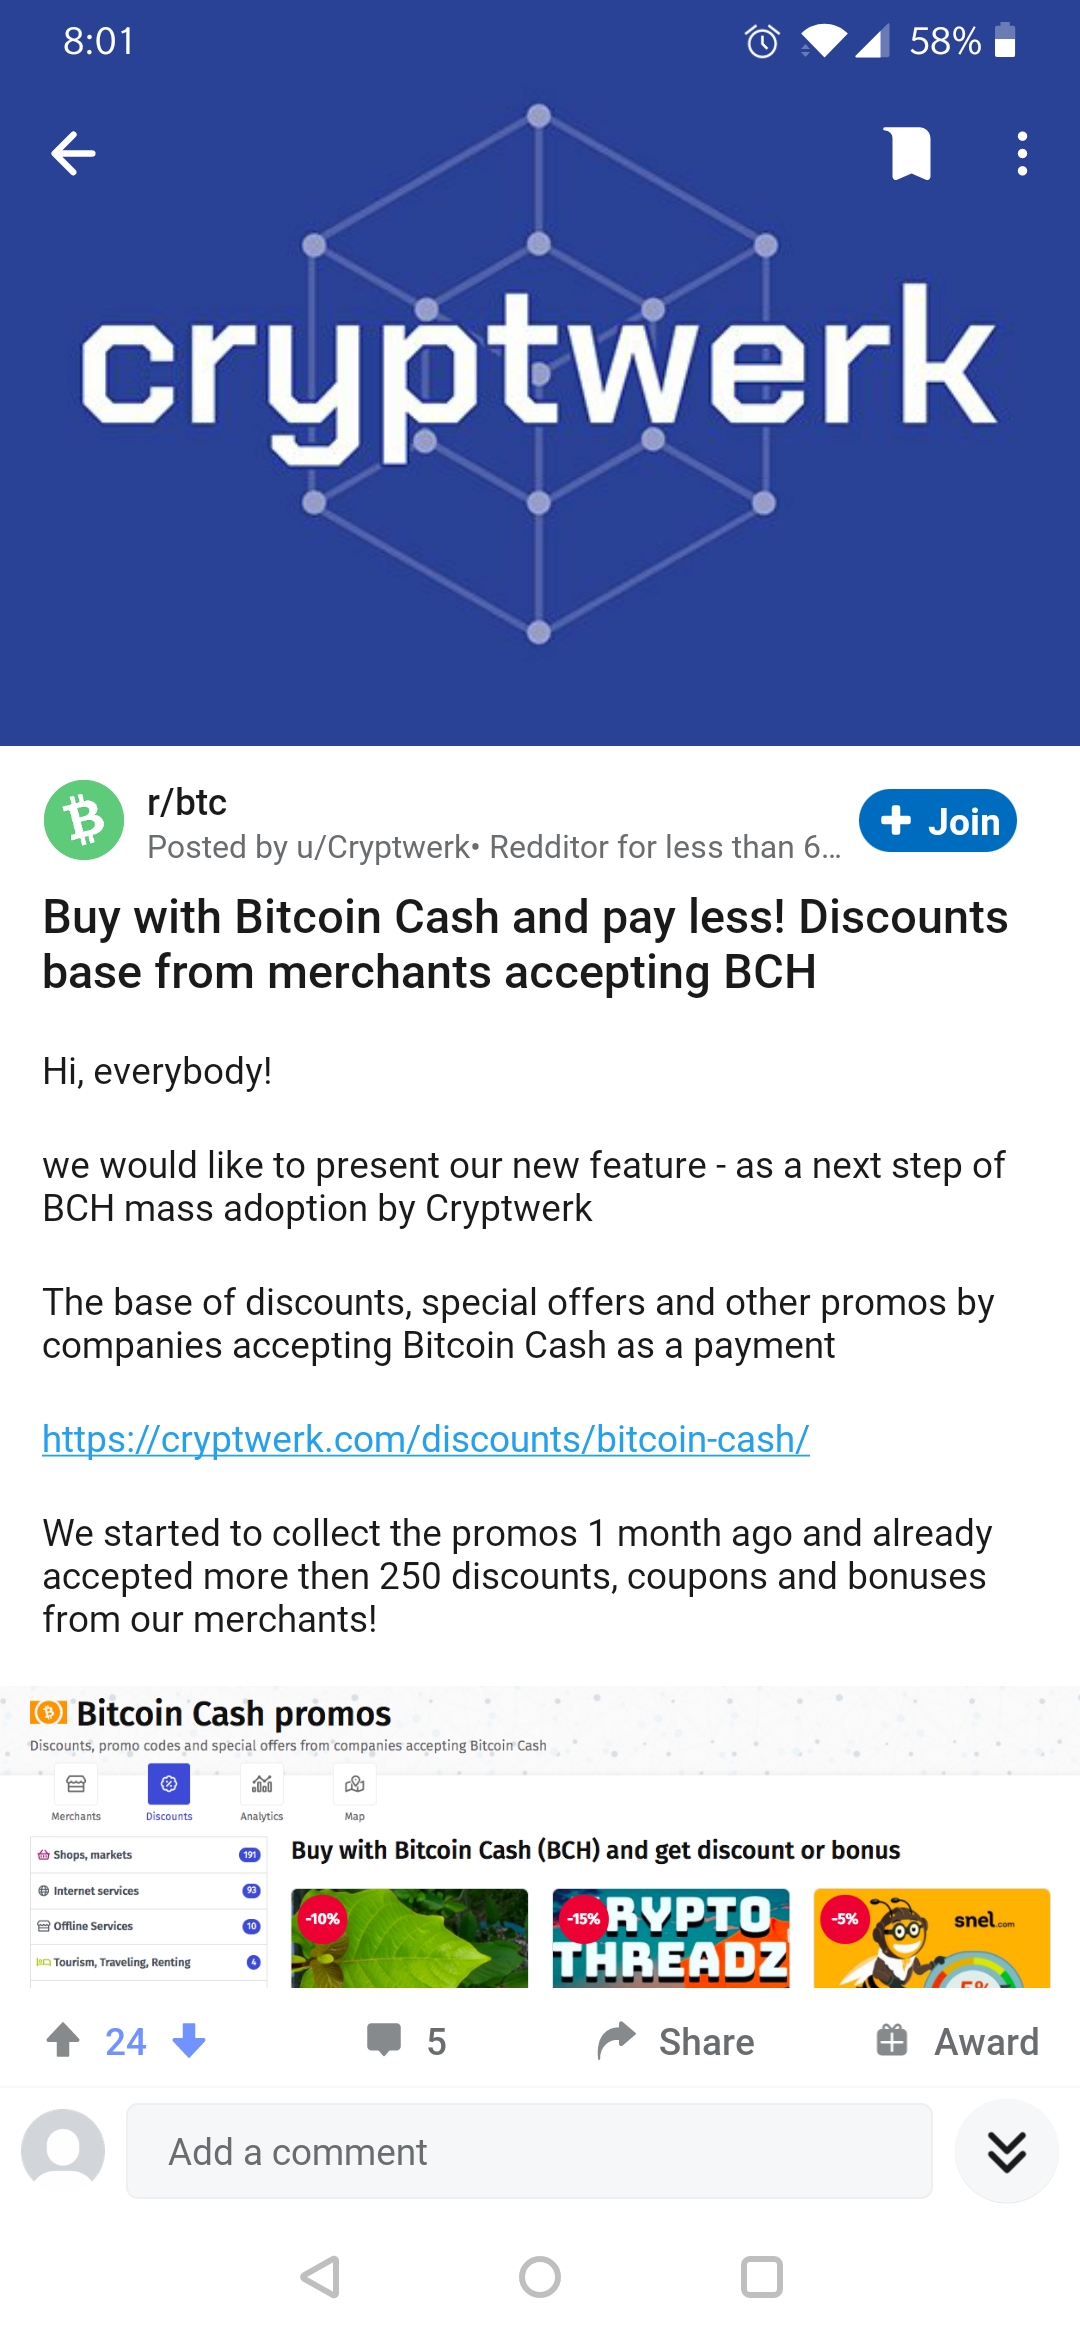 8:01
58%
cryptwerk
r/btc
Posted by u/Cryptwerk• Redditor for less than 6...
Join
Buy with Bitcoin Cash and pay less! Discounts
base from merchants accepting BCH
Hi, everybody!
we would like to present our new feature - as a next step of
BCH mass adoption by Cryptwerk
The base of discounts, special offers and other promos by
companies accepting Bitcoin Cash as a payment
https://cryptwerk.com/discounts/bitcoin-cash/
We started to collect the promos 1 month ago and already
accepted more then 250 discounts, coupons and bonuses
from our merchants!
Bitcoin Cash promos
Discounts, promo codes and special offers from companies accepting Bitcoin Cash
Merchants Discounts Analytics Map
Shops, markets 191
Internet services 93
Offline Services 10
Tourism, Traveling, Renting 4
Buy with Bitcoin Cash (BCH) and get discount or bonus
-10%
-15%
RYPTO
THREADZ
-5%
snel.com
5%
24
5
Share
Award
Add a comment